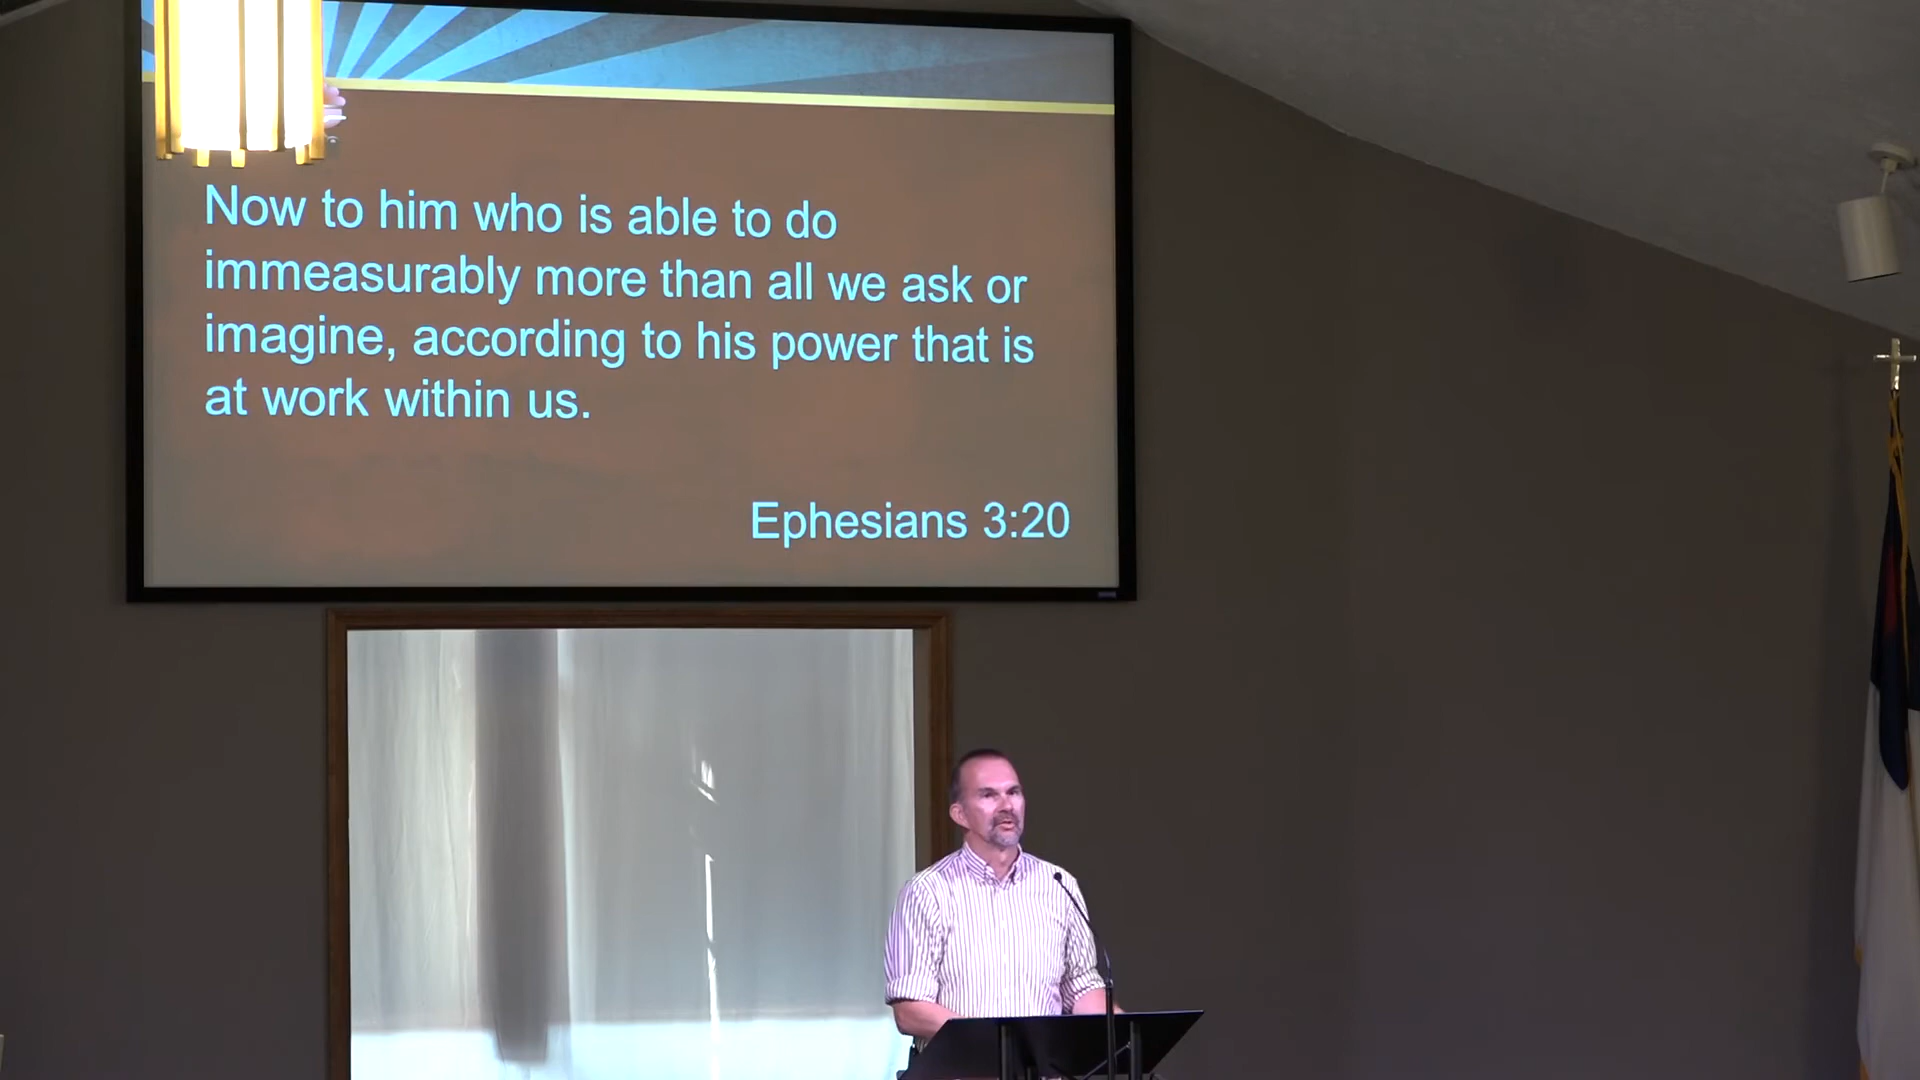 Now to him who is able to do
immeasurably more than all we ask or
imagine, according to his power that is
at work within us.
Ephesians 3:20